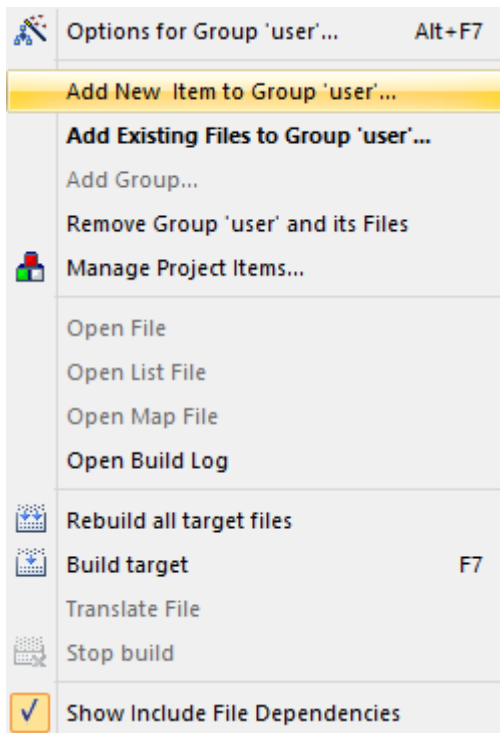 Options for Group 'user'... Alt+F7
Add New  Item to Group 'user'...
Add Existing Files to Group 'user'...
Add Group...
Remove Group 'user' and its Files
Manage Project Items...
Open File
Open List File
Open Map File
Open Build Log
Rebuild all target files
Build target F7
Translate File
Stop build
Show Include File Dependencies